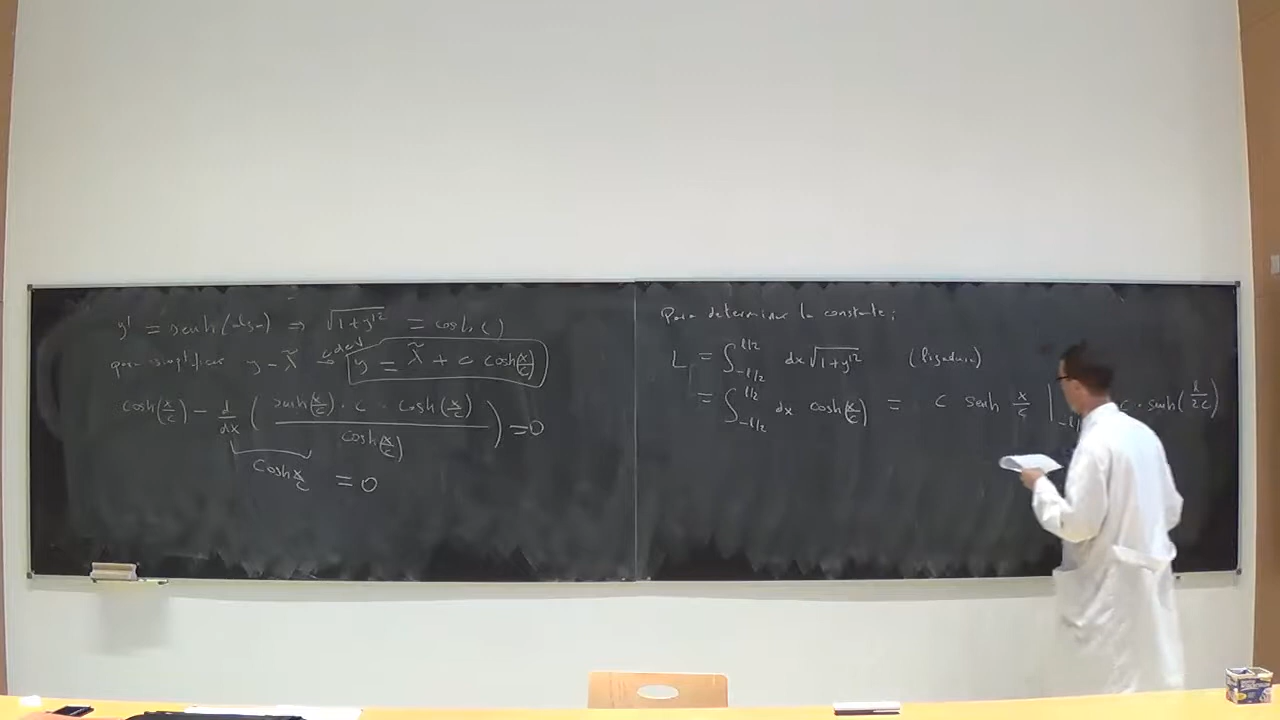 y' = senh(algo) ⇒ √(1+y'²) = cosh( )
para simplificar y - λ̃ → y = λ̃ + c cosh(x/c)
cosh(x/c) - d/dx ( senh(x/c) · c · cosh(x/c) / cosh(x/c) ) = 0
cosh x/c = 0
Para determinar la constante:
L = ∫_{-l/2}^{l/2} dx √(1+y'²) (ligadura)
= ∫_{-l/2}^{l/2} dx cosh(x/c) = c senh x/c |_{-l/ c · senh(l/2c)